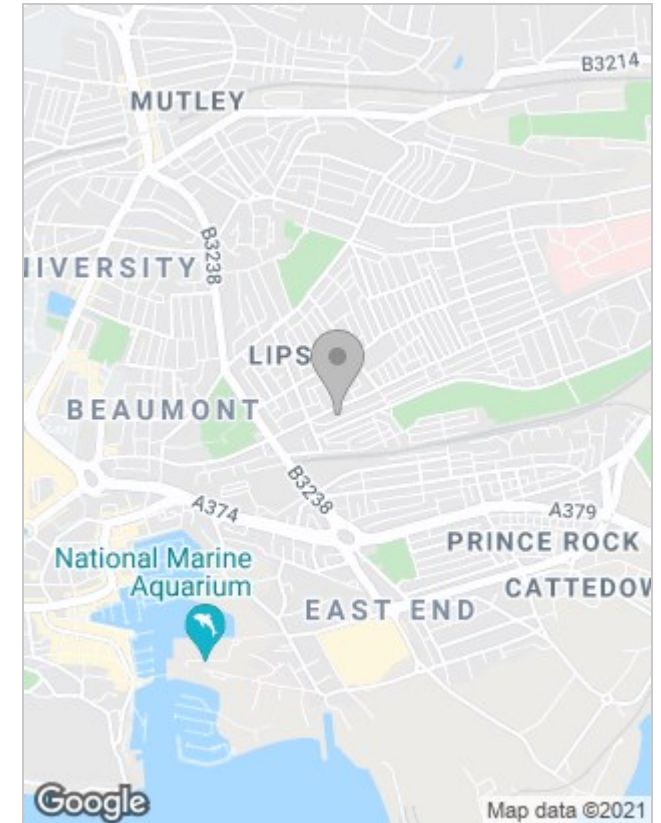 B3214
MUTLEY
B3238
IVERSITY
LIPS
BEAUMONT
B3238
A374
A379
PRINCE ROCK
National Marine
Aquarium
CATTEDOW
EAST END
Google
Map data ©2021